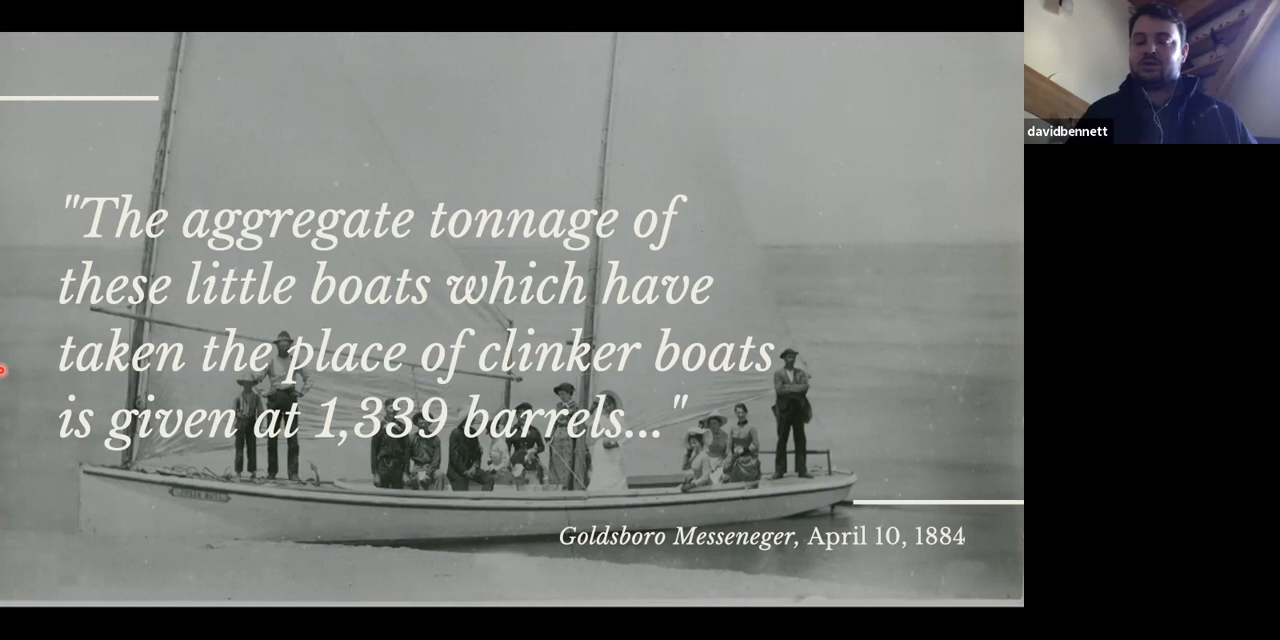 "The aggregate tonnage of
these little boats which have
taken the place of clinker boats
is given at 1,339 barrels..."
Goldsboro Messeneger, April 10, 1884
davidbennett